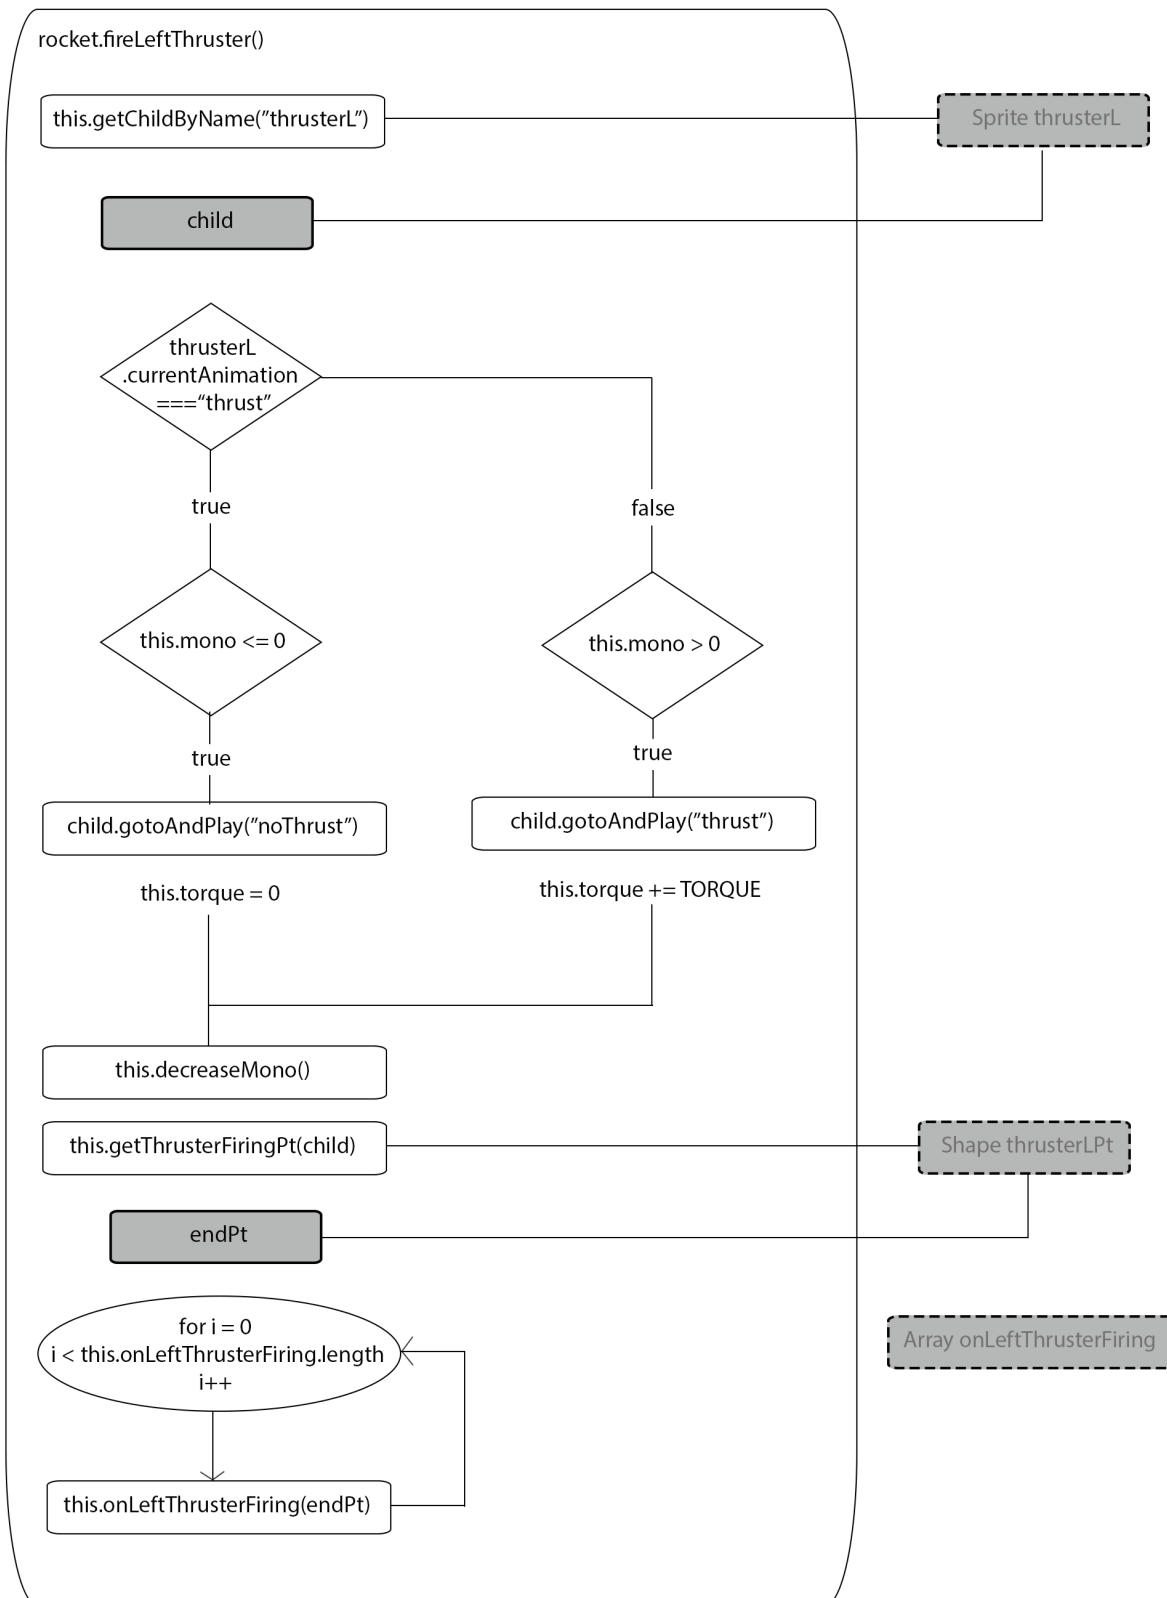 rocket.fireLeftThruster()
this.getChildByName(”thrusterL”)
Sprite thrusterL
child
thrusterL
.currentAnimation
===“thrust”
true
false
this.mono <= 0
this.mono > 0
true
true
child.gotoAndPlay(”noThrust”)
child.gotoAndPlay(”thrust”)
this.torque = 0
this.torque += TORQUE
this.decreaseMono()
this.getThrusterFiringPt(child)
Shape thrusterLPt
endPt
for i = 0
i < this.onLeftThrusterFiring.length
i++
Array onLeftThrusterFiring
this.onLeftThrusterFiring(endPt)